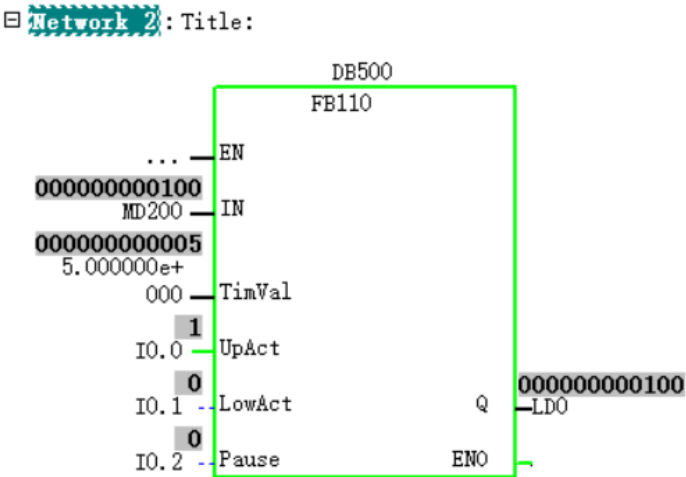 Network 2: Title:
DB500
FB110
... EN
000000000100
MD200 IN
000000000005
5.000000e+
000 TimVal
1
I0.0 UpAct
0
000000000100
I0.1 LowAct Q LD0
0
I0.2 Pause ENO